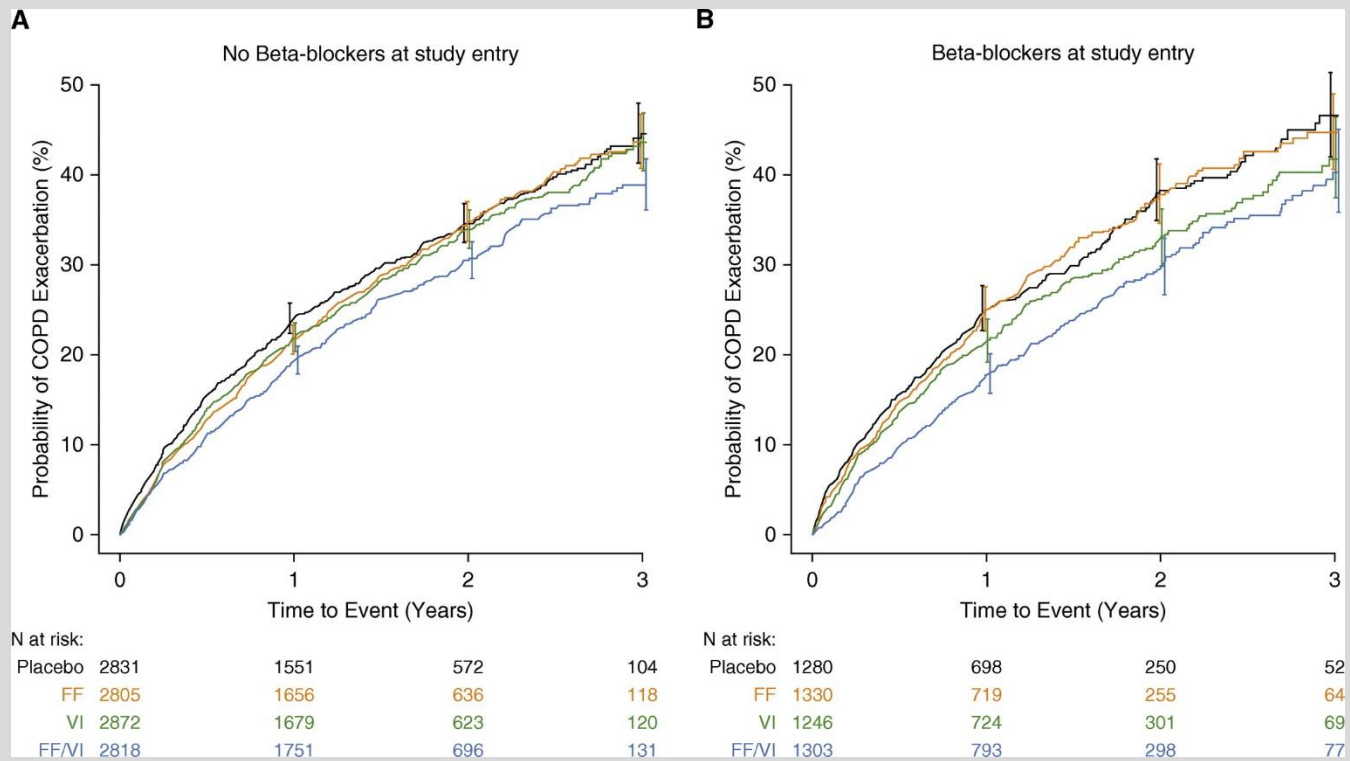 A
No Beta-blockers at study entry
Probability of COPD Exacerbation (%)
50
40
30
20
10
0
0 1 2 3
Time to Event (Years)
N at risk:
Placebo 2831 1551 572 104
FF 2805 1656 636 118
VI 2872 1679 623 120
FF/VI 2818 1751 696 131
B
Beta-blockers at study entry
Probability of COPD Exacerbation (%)
50
40
30
20
10
0
0 1 2 3
Time to Event (Years)
N at risk:
Placebo 1280 698 250 52
FF 1330 719 255 64
VI 1246 724 301 69
FF/VI 1303 793 298 77